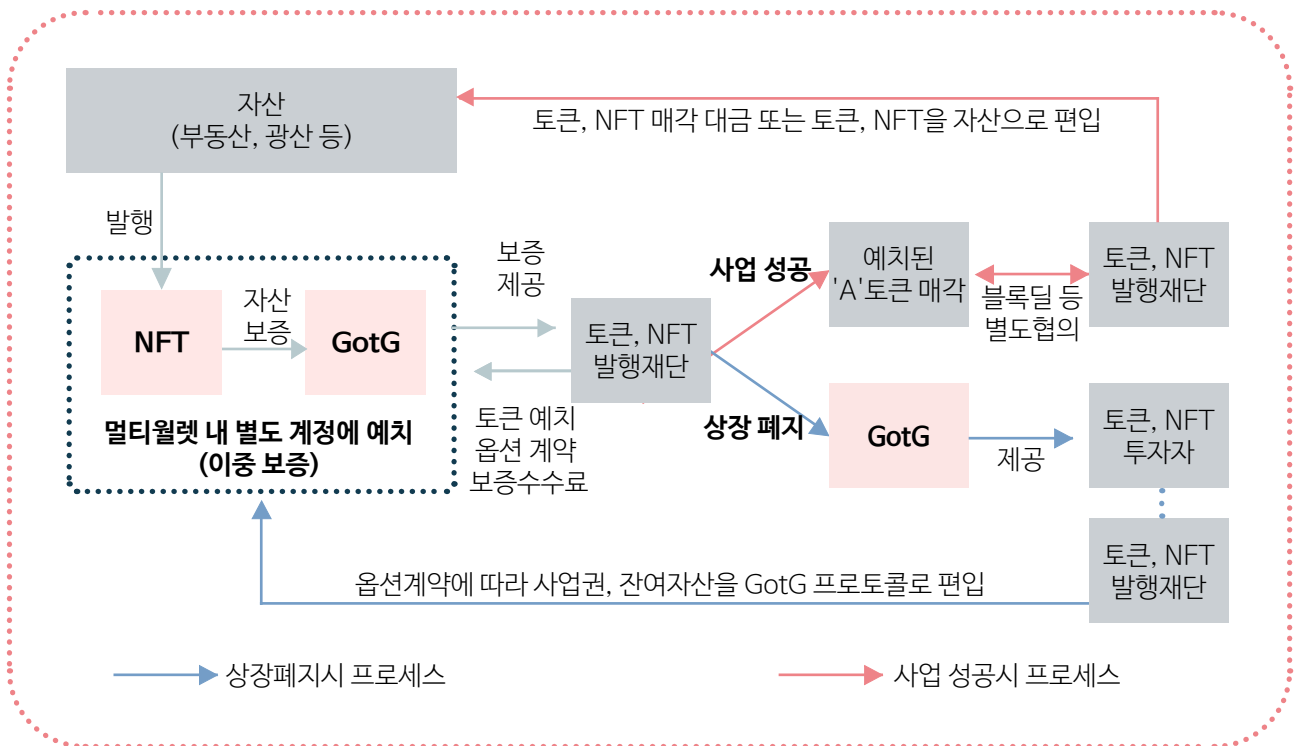 자산
(부동산, 광산 등)
토큰, NFT 매각 대금 또는 토큰, NFT을 자산으로 편입
발행
NFT
자산
보증
GotG
멀티월렛 내 별도 계정에 예치
(이중 보증)
보증
제공
토큰 예치
옵션 계약
보증수수료
토큰, NFT
발행재단
사업 성공
예치된
'A'토큰 매각
블록딜 등
별도협의
토큰, NFT
발행재단
상장 폐지
GotG
제공
토큰, NFT
투자자
토큰, NFT
발행재단
옵션계약에 따라 사업권, 잔여자산을 GotG 프로토콜로 편입
상장폐지시 프로세스
사업 성공시 프로세스